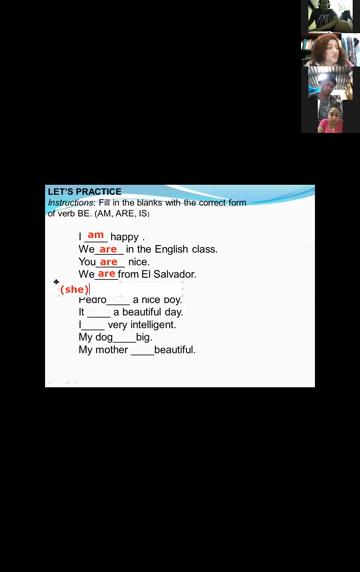 LET'S PRACTICE
Instructions: Fill in the blanks with the correct form
of verb BE. (AM, ARE, IS)
I am happy .
We are in the English class.
You are nice.
We are from El Salvador.
(she)
Pedro____ a nice boy.
It ____ a beautiful day.
I____ very intelligent.
My dog____big.
My mother ____beautiful.